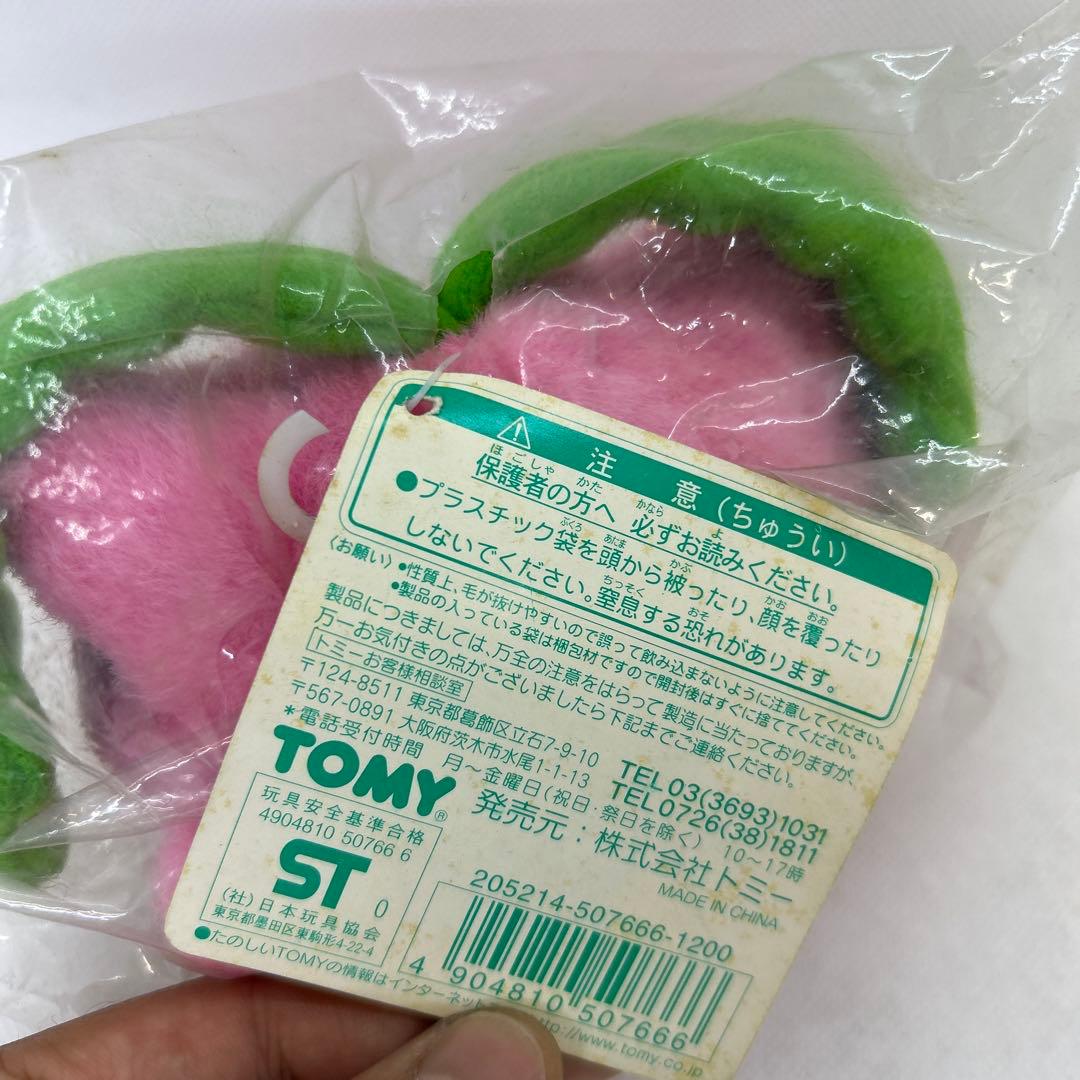 注意(ちゅうい)
保護者の方へ 必ずお読みください。
●プラスチック袋を頭から被ったり、顔を覆ったり
しないでください。窒息する恐れがあります。
〈お願い〉●性質上、毛が抜けやすいので誤って飲み込まないように注意してください。
●製品の入っている袋は梱包材ですので開封後はすぐに捨ててください。
製品につきましては、万全の注意をはらって製造に当たっておりますが、
万一お気付きの点がございましたら下記までご連絡ください。
トミーお客様相談室
〒124-8511 東京都葛飾区立石7-9-10 TEL 03(3693)1031
〒567-0891 大阪府茨木市水尾1-1-13 TEL 0726(38)1811
*電話受付時間 月〜金曜日(祝日・祭日を除く) 10〜17時
TOMY® 発売元:株式会社トミー
MADE IN CHINA
玩具安全基準合格
4904810 50766 6
ST 0
(社)日本玩具協会
東京都墨田区東駒形4-22-4
205214-507666-1200
4 904810 507666
●たのしいTOMYの情報はインターネット
http://www.tomy.co.jp